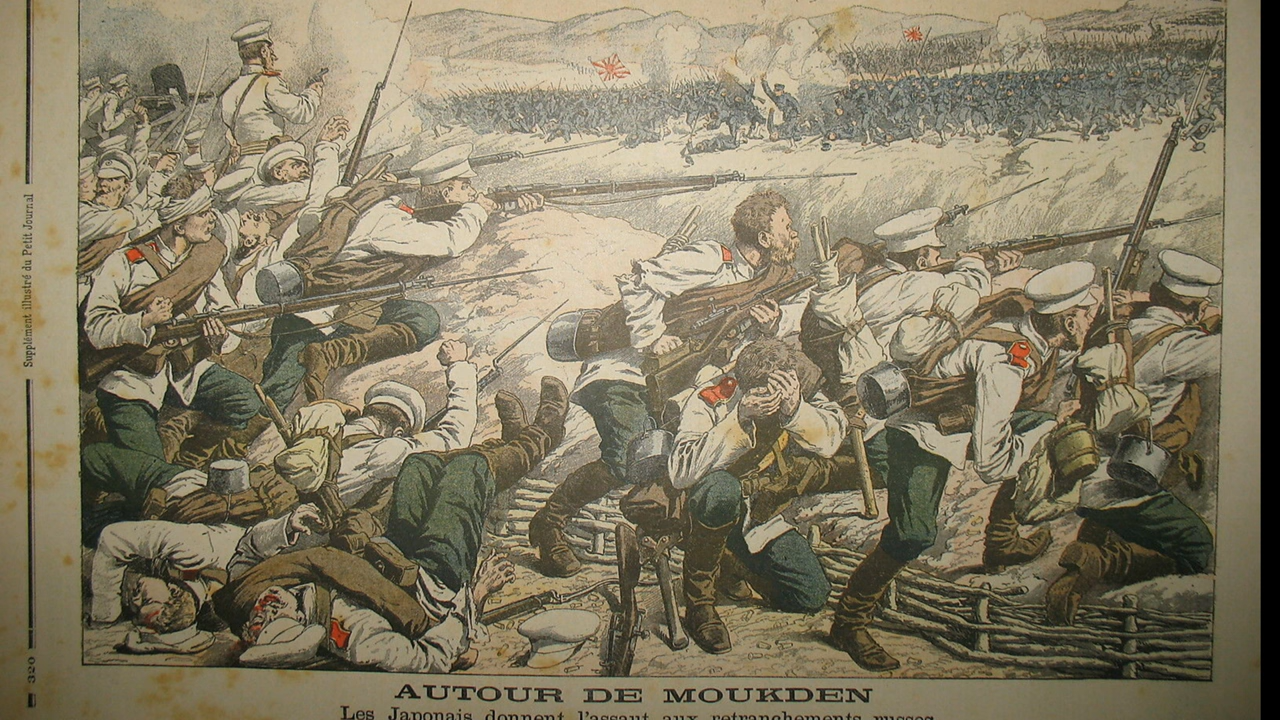 Supplément illustré du Petit Journal
320
AUTOUR DE MOUKDEN
Les Japonais donnent l'assaut aux retranchements russes